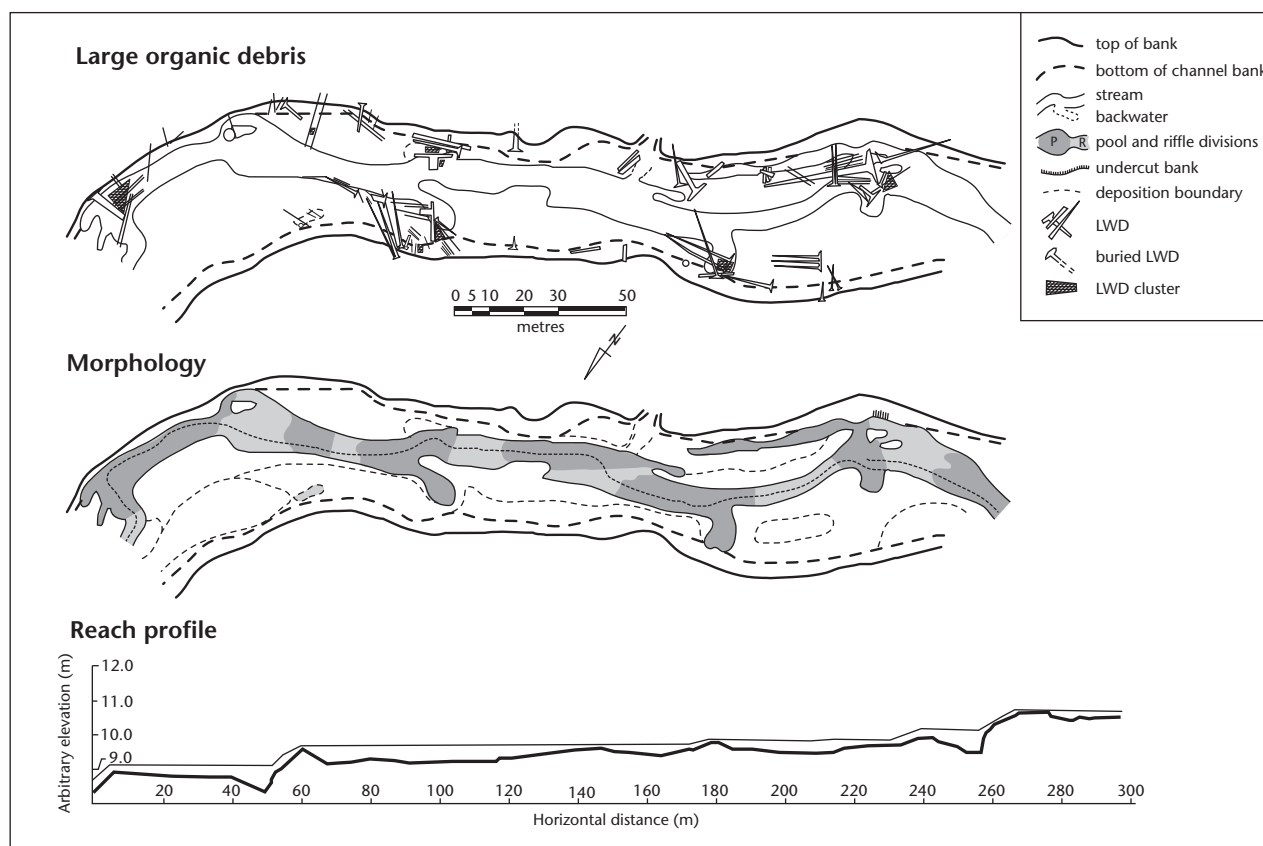 Large organic debris
top of bank
bottom of channel bank
stream
backwater
P R pool and riffle divisions
undercut bank
deposition boundary
LWD
buried LWD
LWD cluster
0 5 10 20 30 50
metres
N
Morphology
Reach profile
Arbitrary elevation (m)
12.0
11.0
10.0
9.0
20 40 60 80 100 120 140 160 180 200 220 240 260 280 300
Horizontal distance (m)